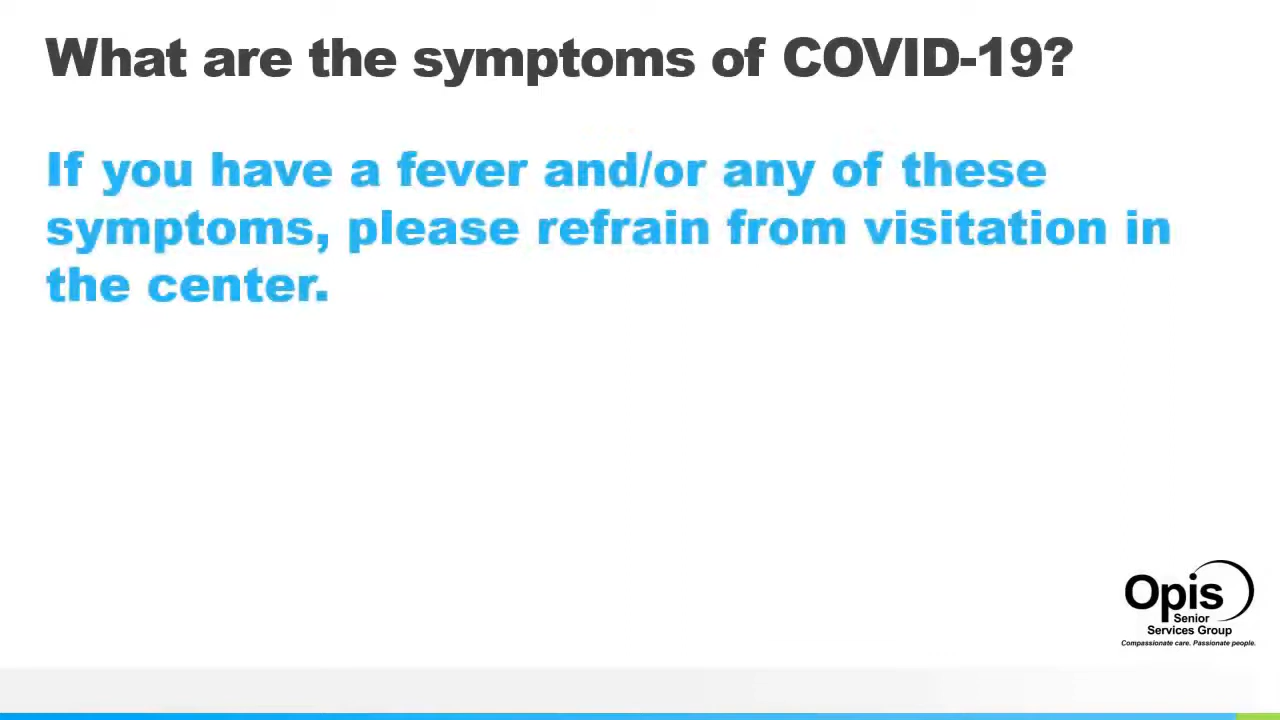 What are the symptoms of COVID-19?
If you have a fever and/or any of these
symptoms, please refrain from visitation in
the center.
Opis
Senior
Services Group
Compassionate care. Passionate people.